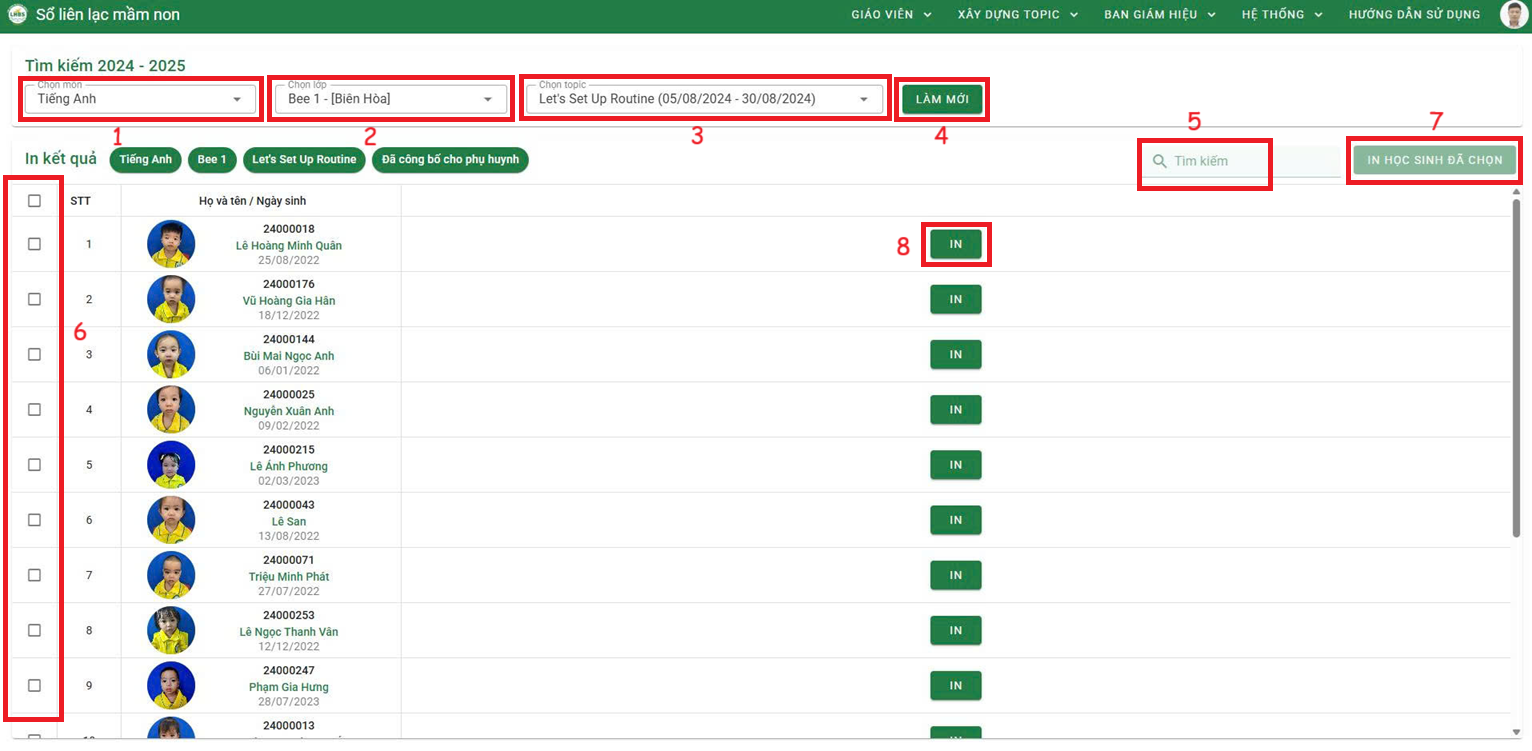 LHBS
Sổ liên lạc mầm non
GIÁO VIÊN
XÂY DỰNG TOPIC
BAN GIÁM HIỆU
HỆ THỐNG
HƯỚNG DẪN SỬ DỤNG
Tìm kiếm 2024 - 2025
Chọn môn
Tiếng Anh
1
Chọn lớp
Bee 1 - [Biên Hòa]
2
Chọn topic
Let's Set Up Routine (05/08/2024 - 30/08/2024)
3
LÀM MỚI
4
In kết quả
Tiếng Anh
Bee 1
Let's Set Up Routine
Đã công bố cho phụ huynh
5
Tìm kiếm
7
IN HỌC SINH ĐÃ CHỌN
6
STT
Họ và tên / Ngày sinh
1
24000018
Lê Hoàng Minh Quân
25/08/2022
8
IN
2
24000176
Vũ Hoàng Gia Hân
18/12/2022
IN
3
24000144
Bùi Mai Ngọc Anh
06/01/2022
IN
4
24000025
Nguyễn Xuân Anh
09/02/2022
IN
5
24000215
Lê Ánh Phương
02/03/2023
IN
6
24000043
Lê San
13/08/2022
IN
7
24000071
Triệu Minh Phát
27/07/2022
IN
8
24000253
Lê Ngọc Thanh Vân
12/12/2022
IN
9
24000247
Phạm Gia Hưng
28/07/2023
IN
24000013